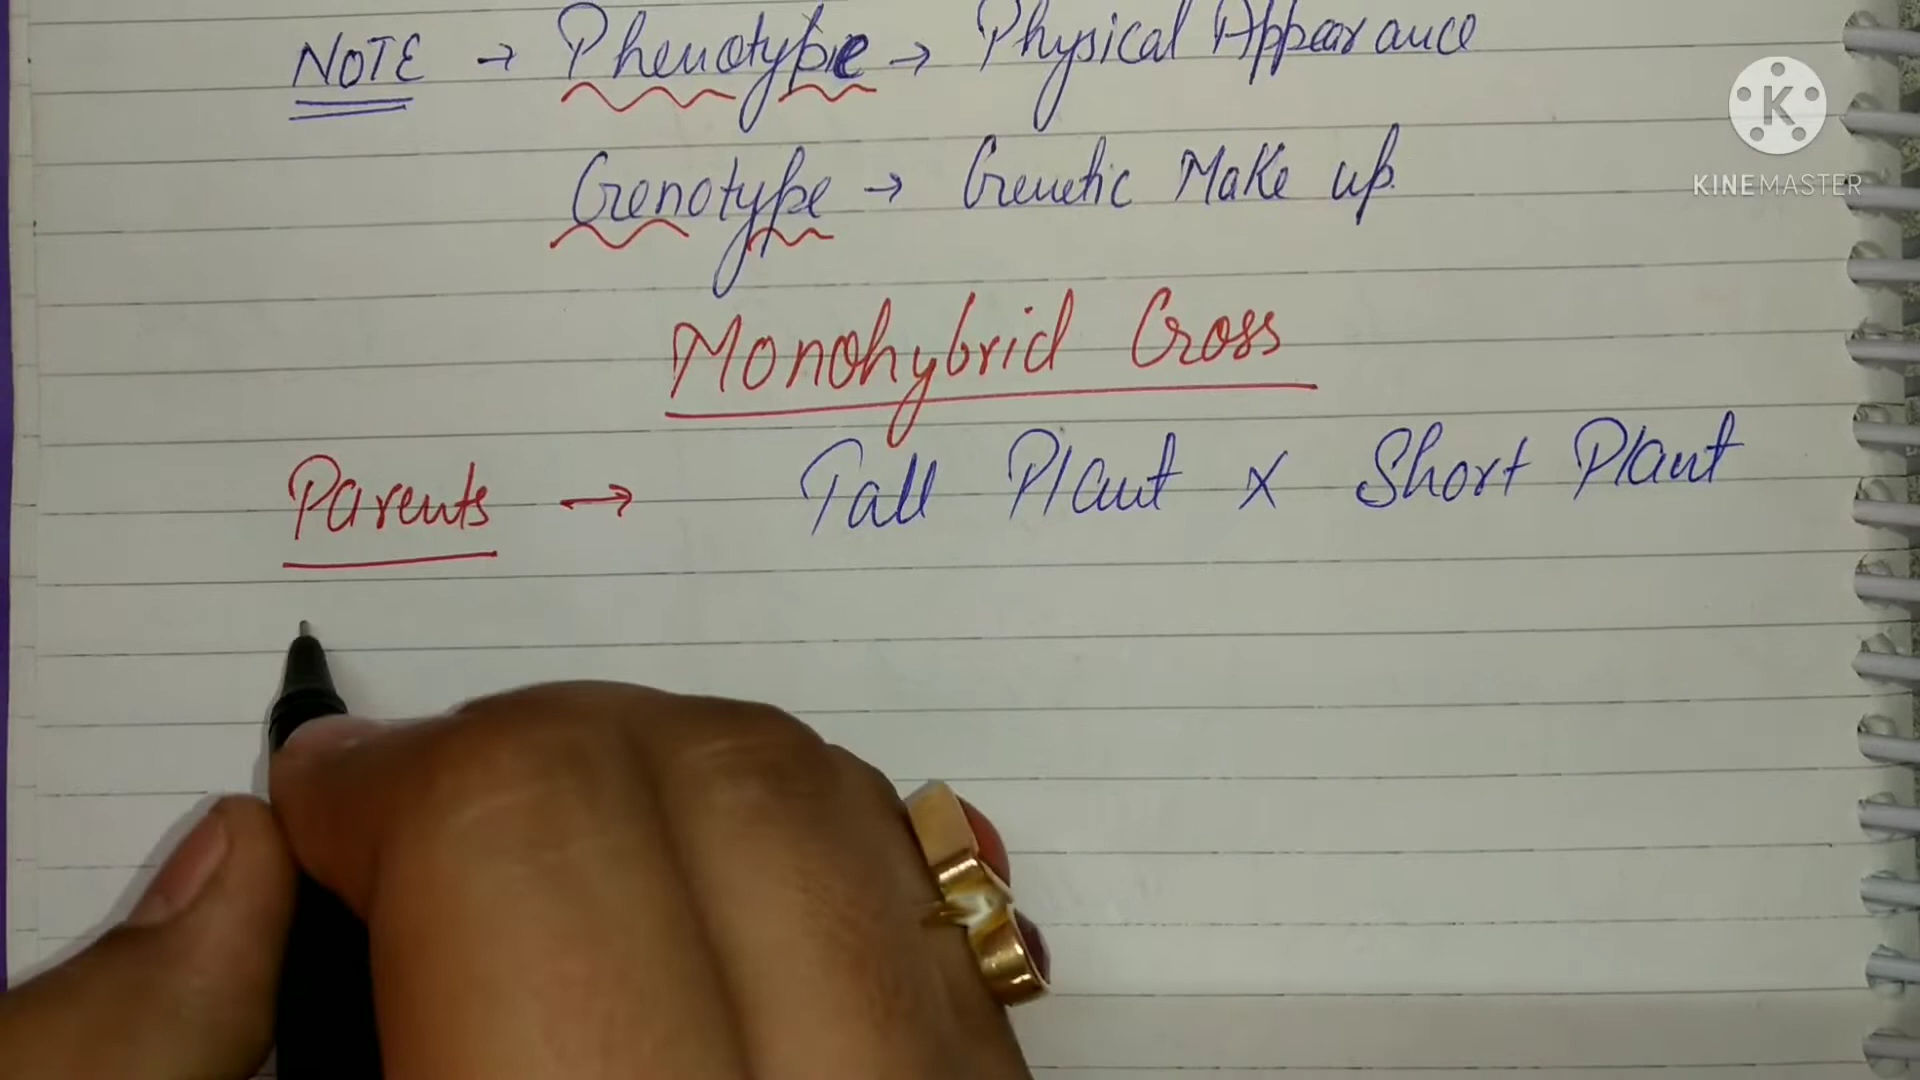 NOTE → Phenotype → Physical Appearance
Genotype → Genetic Make up.
Monohybrid Cross
Parents → Tall Plant × Short Plant
K
KINEMASTER